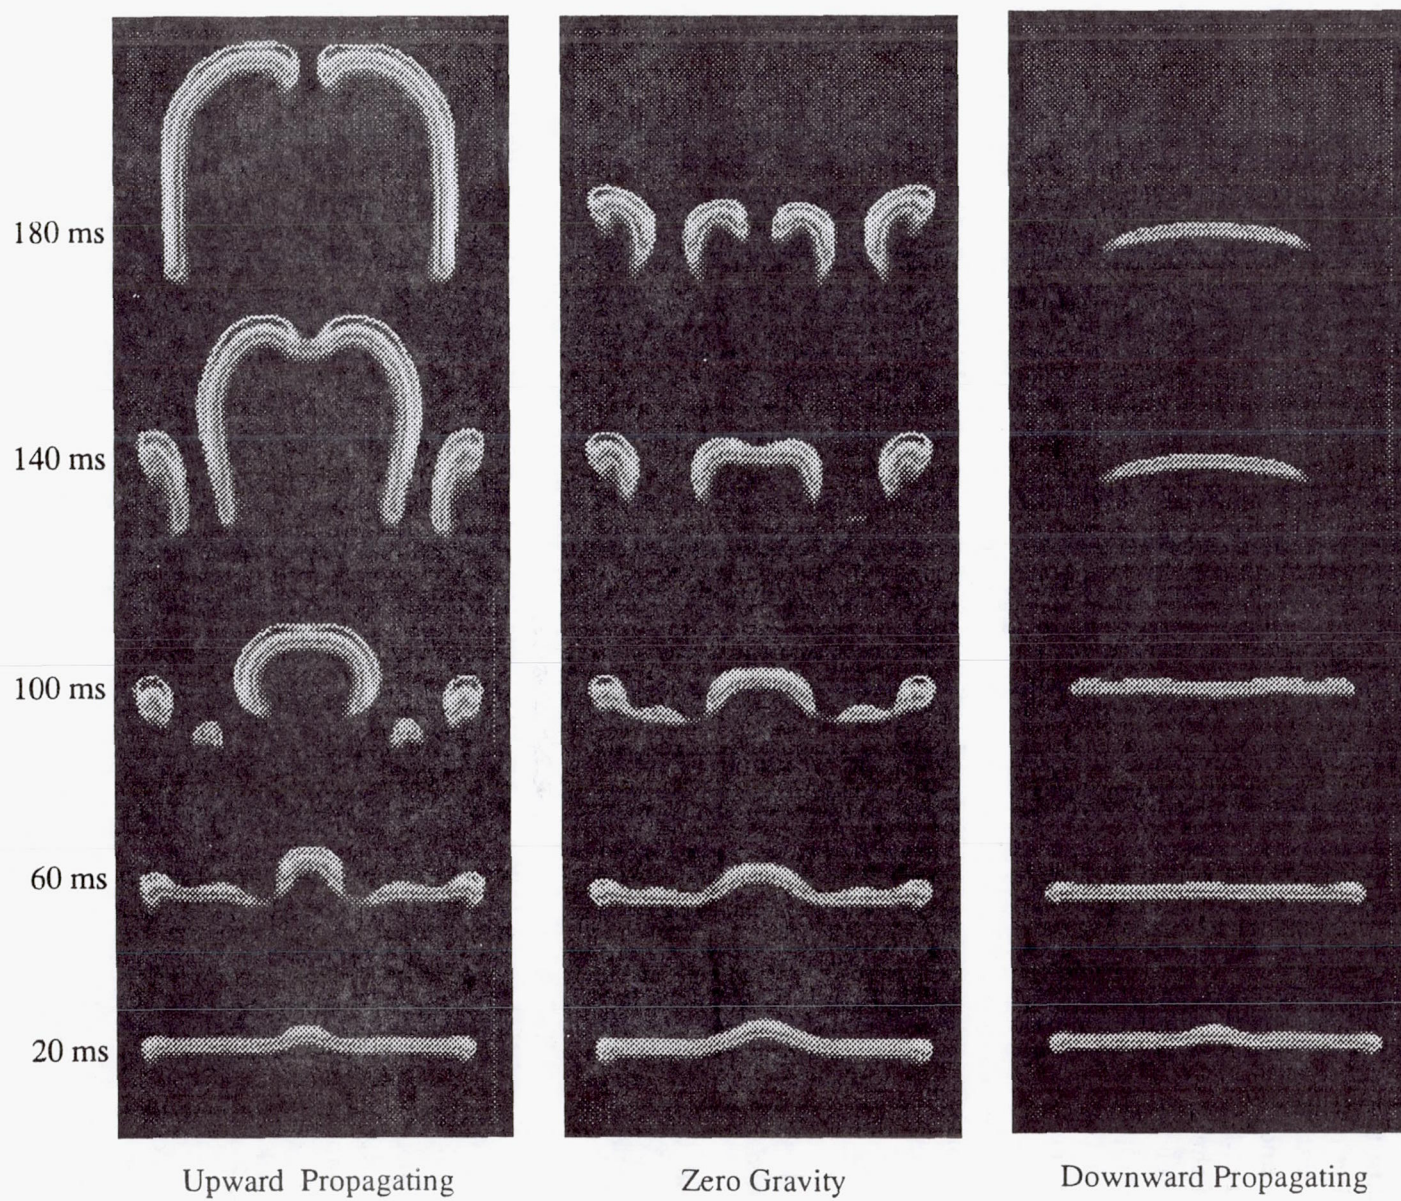 180 ms
140 ms
100 ms
60 ms
20 ms
Upward Propagating
Zero Gravity
Downward Propagating